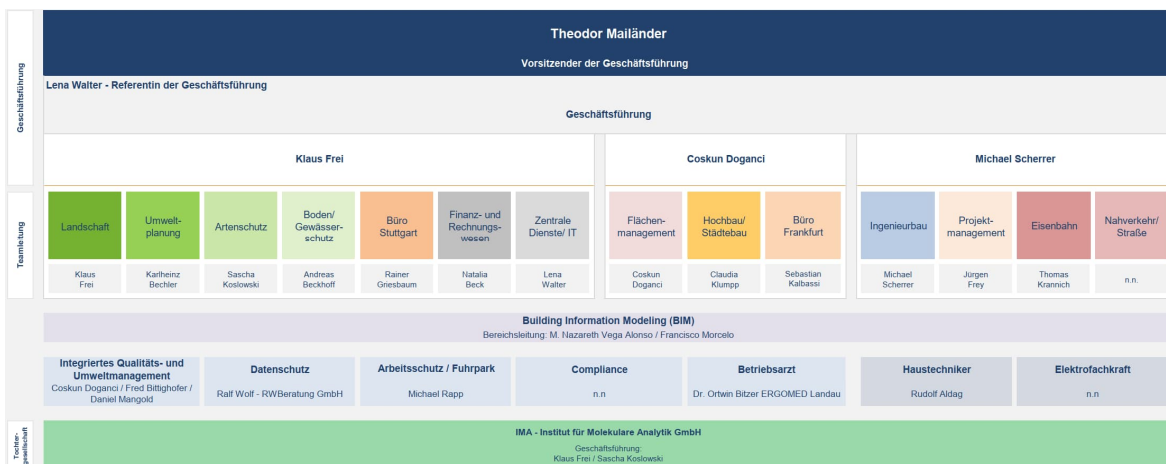 Geschäftsführung
Theodor Mailänder
Vorsitzender der Geschäftsführung
Lena Walter - Referentin der Geschäftsführung
Geschäftsführung
Klaus Frei
Coskun Doganci
Michael Scherrer
Teamleitung
Landschaft
Umwelt-
planung
Artenschutz
Boden/
Gewässer-
schutz
Büro
Stuttgart
Finanz- und
Rechnungs-
wesen
Zentrale
Dienste/ IT
Flächen-
management
Hochbau/
Städtebau
Büro
Frankfurt
Ingenieurbau
Projekt-
management
Eisenbahn
Nahverkehr/
Straße
Klaus
Frei
Karlheinz
Bechler
Sascha
Koslowski
Andreas
Beckhoff
Rainer
Griesbaum
Natalia
Beck
Lena
Walter
Coskun
Doganci
Claudia
Klumpp
Sebastian
Kalbassi
Michael
Scherrer
Jürgen
Frey
Thomas
Krannich
n.n.
Building Information Modeling (BIM)
Bereichsleitung: M. Nazareth Vega Alonso / Francisco Morcelo
Integriertes Qualitäts- und
Umweltmanagement
Coskun Doganci / Fred Bittighofer /
Daniel Mangold
Datenschutz
Ralf Wolf - RWBeratung GmbH
Arbeitsschutz / Fuhrpark
Michael Rapp
Compliance
n.n
Betriebsarzt
Dr. Ortwin Bitzer ERGOMED Landau
Haustechniker
Rudolf Aldag
Elektrofachkraft
n.n
Tochter-
gesellschaft
IMA - Institut für Molekulare Analytik GmbH
Geschäftsführung:
Klaus Frei / Sascha Koslowski